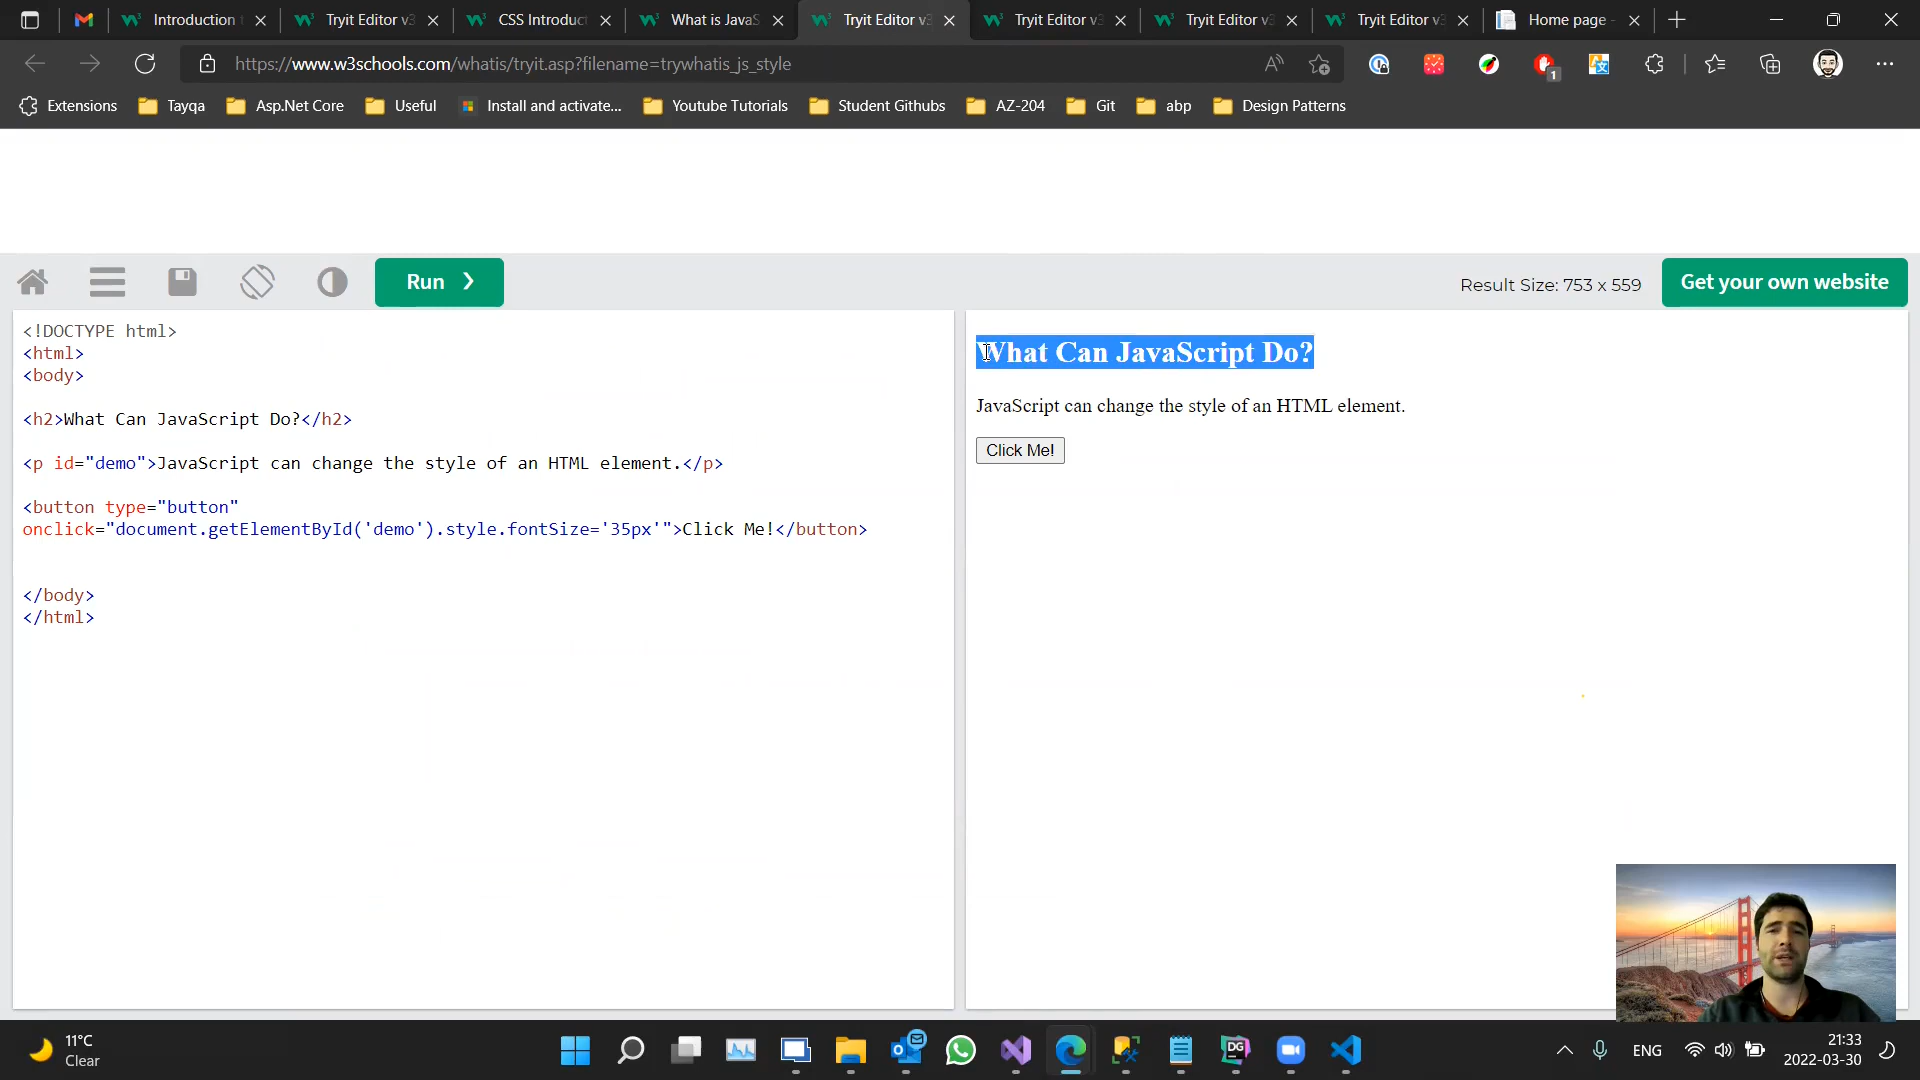 Introduction t
Tryit Editor v3
CSS Introduc
What is JavaS
Tryit Editor v3
Tryit Editor v3
Tryit Editor v3
Tryit Editor v3
Home page -
https://www.w3schools.com/whatis/tryit.asp?filename=trywhatis_js_style
1
Extensions
Tayqa
Asp.Net Core
Useful
Install and activate...
Youtube Tutorials
Student Githubs
AZ-204
Git
abp
Design Patterns
Run ❯
Result Size: 753 x 559
Get your own website
<!DOCTYPE html>
<html>
<body>
<h2>What Can JavaScript Do?</h2>
<p id="demo">JavaScript can change the style of an HTML element.</p>
<button type="button"
onclick="document.getElementById('demo').style.fontSize='35px'">Click Me!</button>
</body>
</html>
What Can JavaScript Do?
JavaScript can change the style of an HTML element.
Click Me!
11°C
Clear
DG
ENG
21:33
2022-03-30